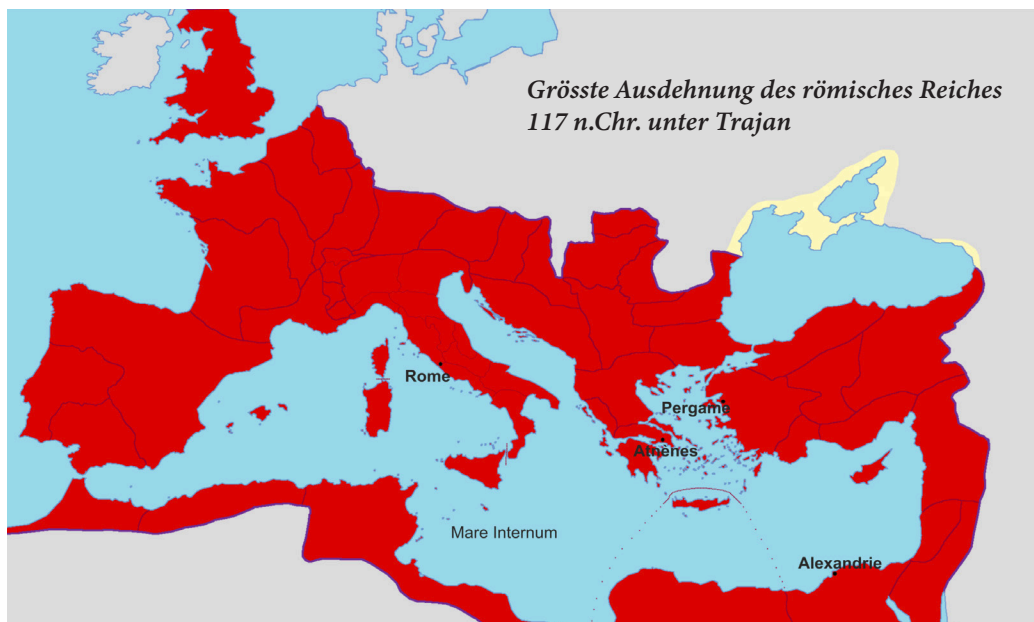 Grösste Ausdehnung des römisches Reiches
117 n.Chr. unter Trajan
Rome
Pergame
Athènes
Mare Internum
Alexandrie